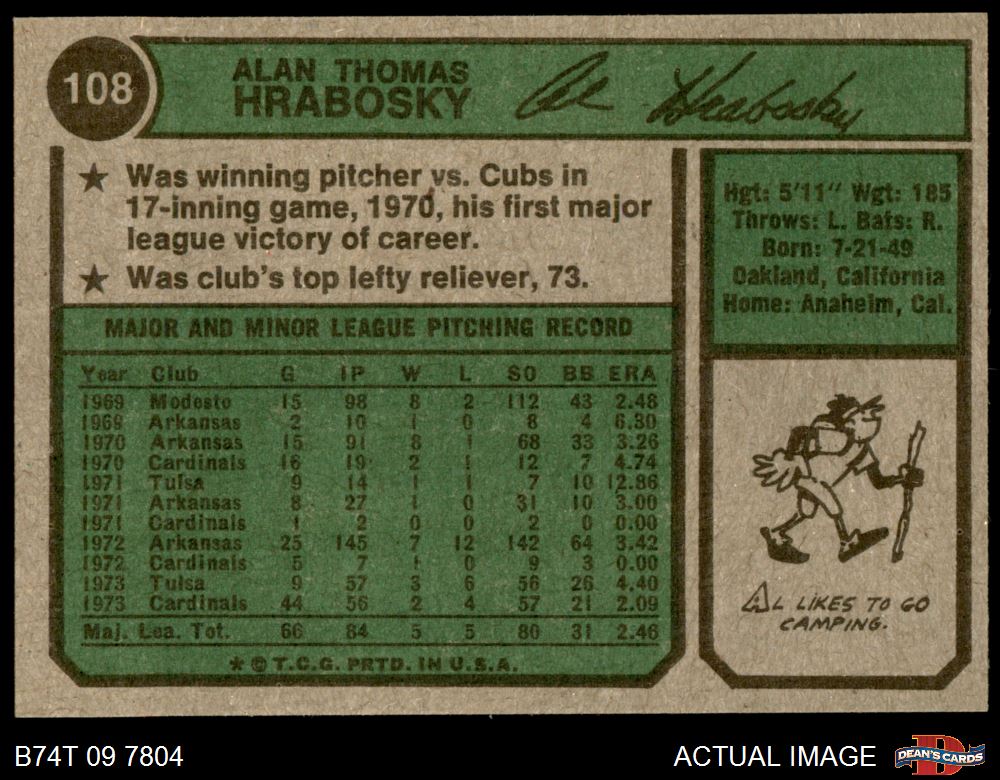 108
ALAN THOMAS
HRABOSKY
Al Hrabosky
★ Was winning pitcher vs. Cubs in
17-inning game, 1970, his first major
league victory of career.
★ Was club's top lefty reliever, 73.
Hgt: 5'11" Wgt: 185
Throws: L. Bats: R.
Born: 7-21-49
Oakland, California
Home: Anaheim, Cal.
MAJOR AND MINOR LEAGUE PITCHING RECORD
Year Club G IP W L SO BB ERA
1969 Modesto 15 98 8 2 112 43 2.48
1969 Arkansas 2 10 1 0 8 4 6.30
1970 Arkansas 15 91 8 1 68 33 3.26
1970 Cardinals 16 19 2 1 12 7 4.74
1971 Tulsa 9 14 1 1 7 10 12.86
1971 Arkansas 8 27 1 0 31 10 3.00
1971 Cardinals 1 2 0 0 2 0 0.00
1972 Arkansas 25 145 7 12 142 64 3.42
1972 Cardinals 5 7 1 0 9 3 0.00
1973 Tulsa 9 57 3 6 56 26 4.40
1973 Cardinals 44 56 2 4 57 21 2.09
Maj. Lea. Tot. 66 84 5 5 80 31 2.46
★ © T.C.G. PRTD. IN U.S.A.
AL LIKES TO GO
CAMPING.
B74T 09 7804
ACTUAL IMAGE
D
DEAN'S CARDS